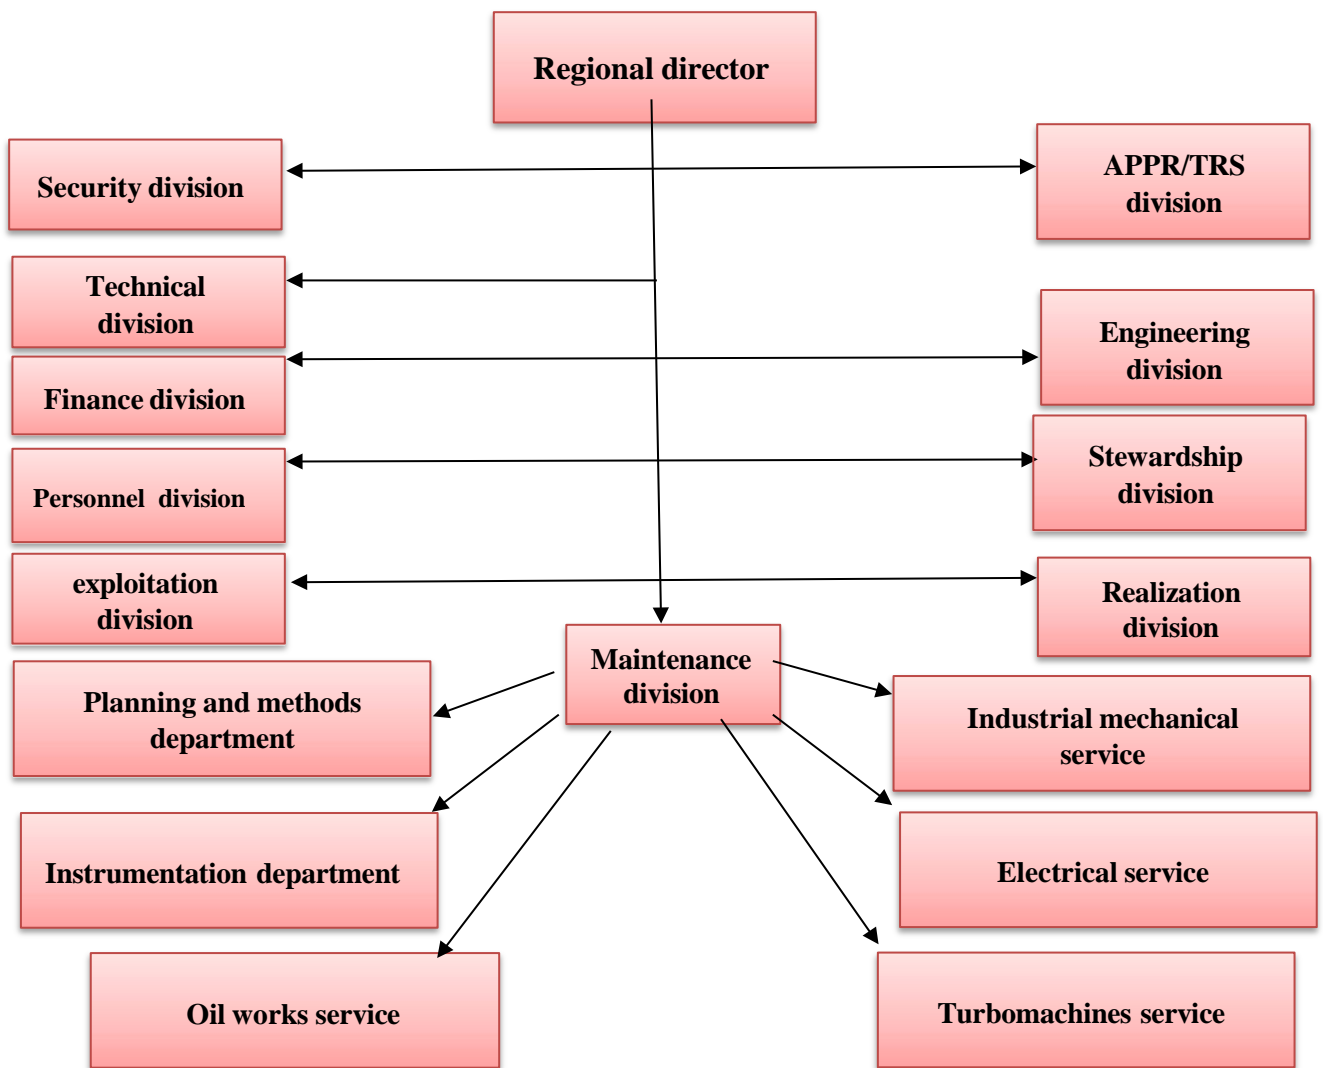 Regional director
Security division
APPR/TRS
division
Technical
division
Engineering
division
Finance division
Stewardship
division
Personnel division
exploitation
division
Realization
division
Maintenance
division
Planning and methods
department
Industrial mechanical
service
Instrumentation department
Electrical service
Oil works service
Turbomachines service